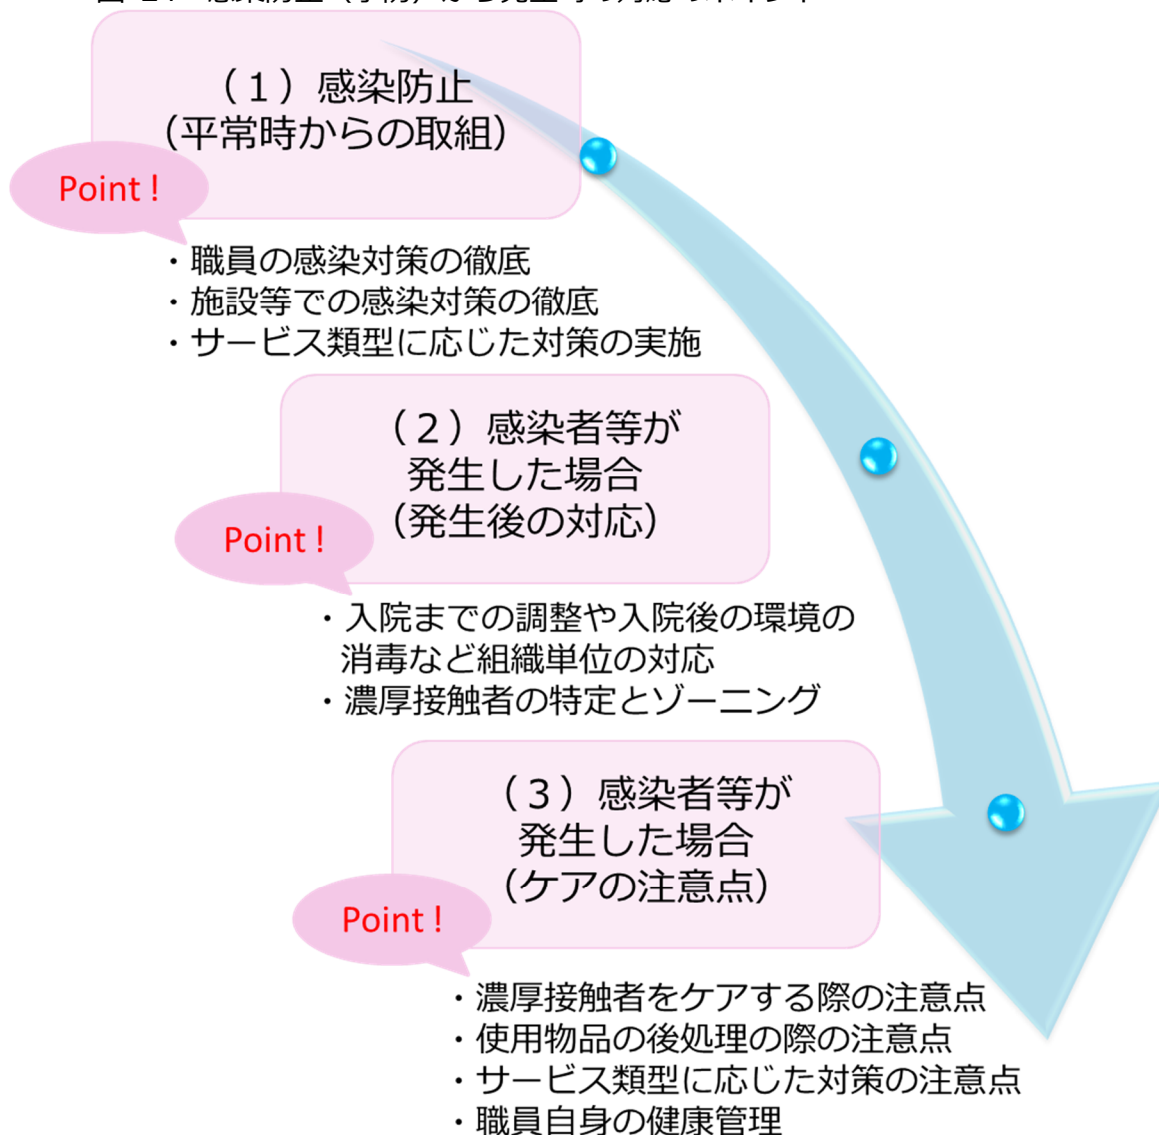 （１）感染防止
（平常時からの取組）
Point！
・職員の感染対策の徹底
・施設等での感染対策の徹底
・サービス類型に応じた対策の実施
（２）感染者等が
発生した場合
（発生後の対応）
Point！
・入院までの調整や入院後の環境の
消毒など組織単位の対応
・濃厚接触者の特定とゾーニング
（３）感染者等が
発生した場合
（ケアの注意点）
Point！
・濃厚接触者をケアする際の注意点
・使用物品の後処理の際の注意点
・サービス類型に応じた対策の注意点
・職員自身の健康管理